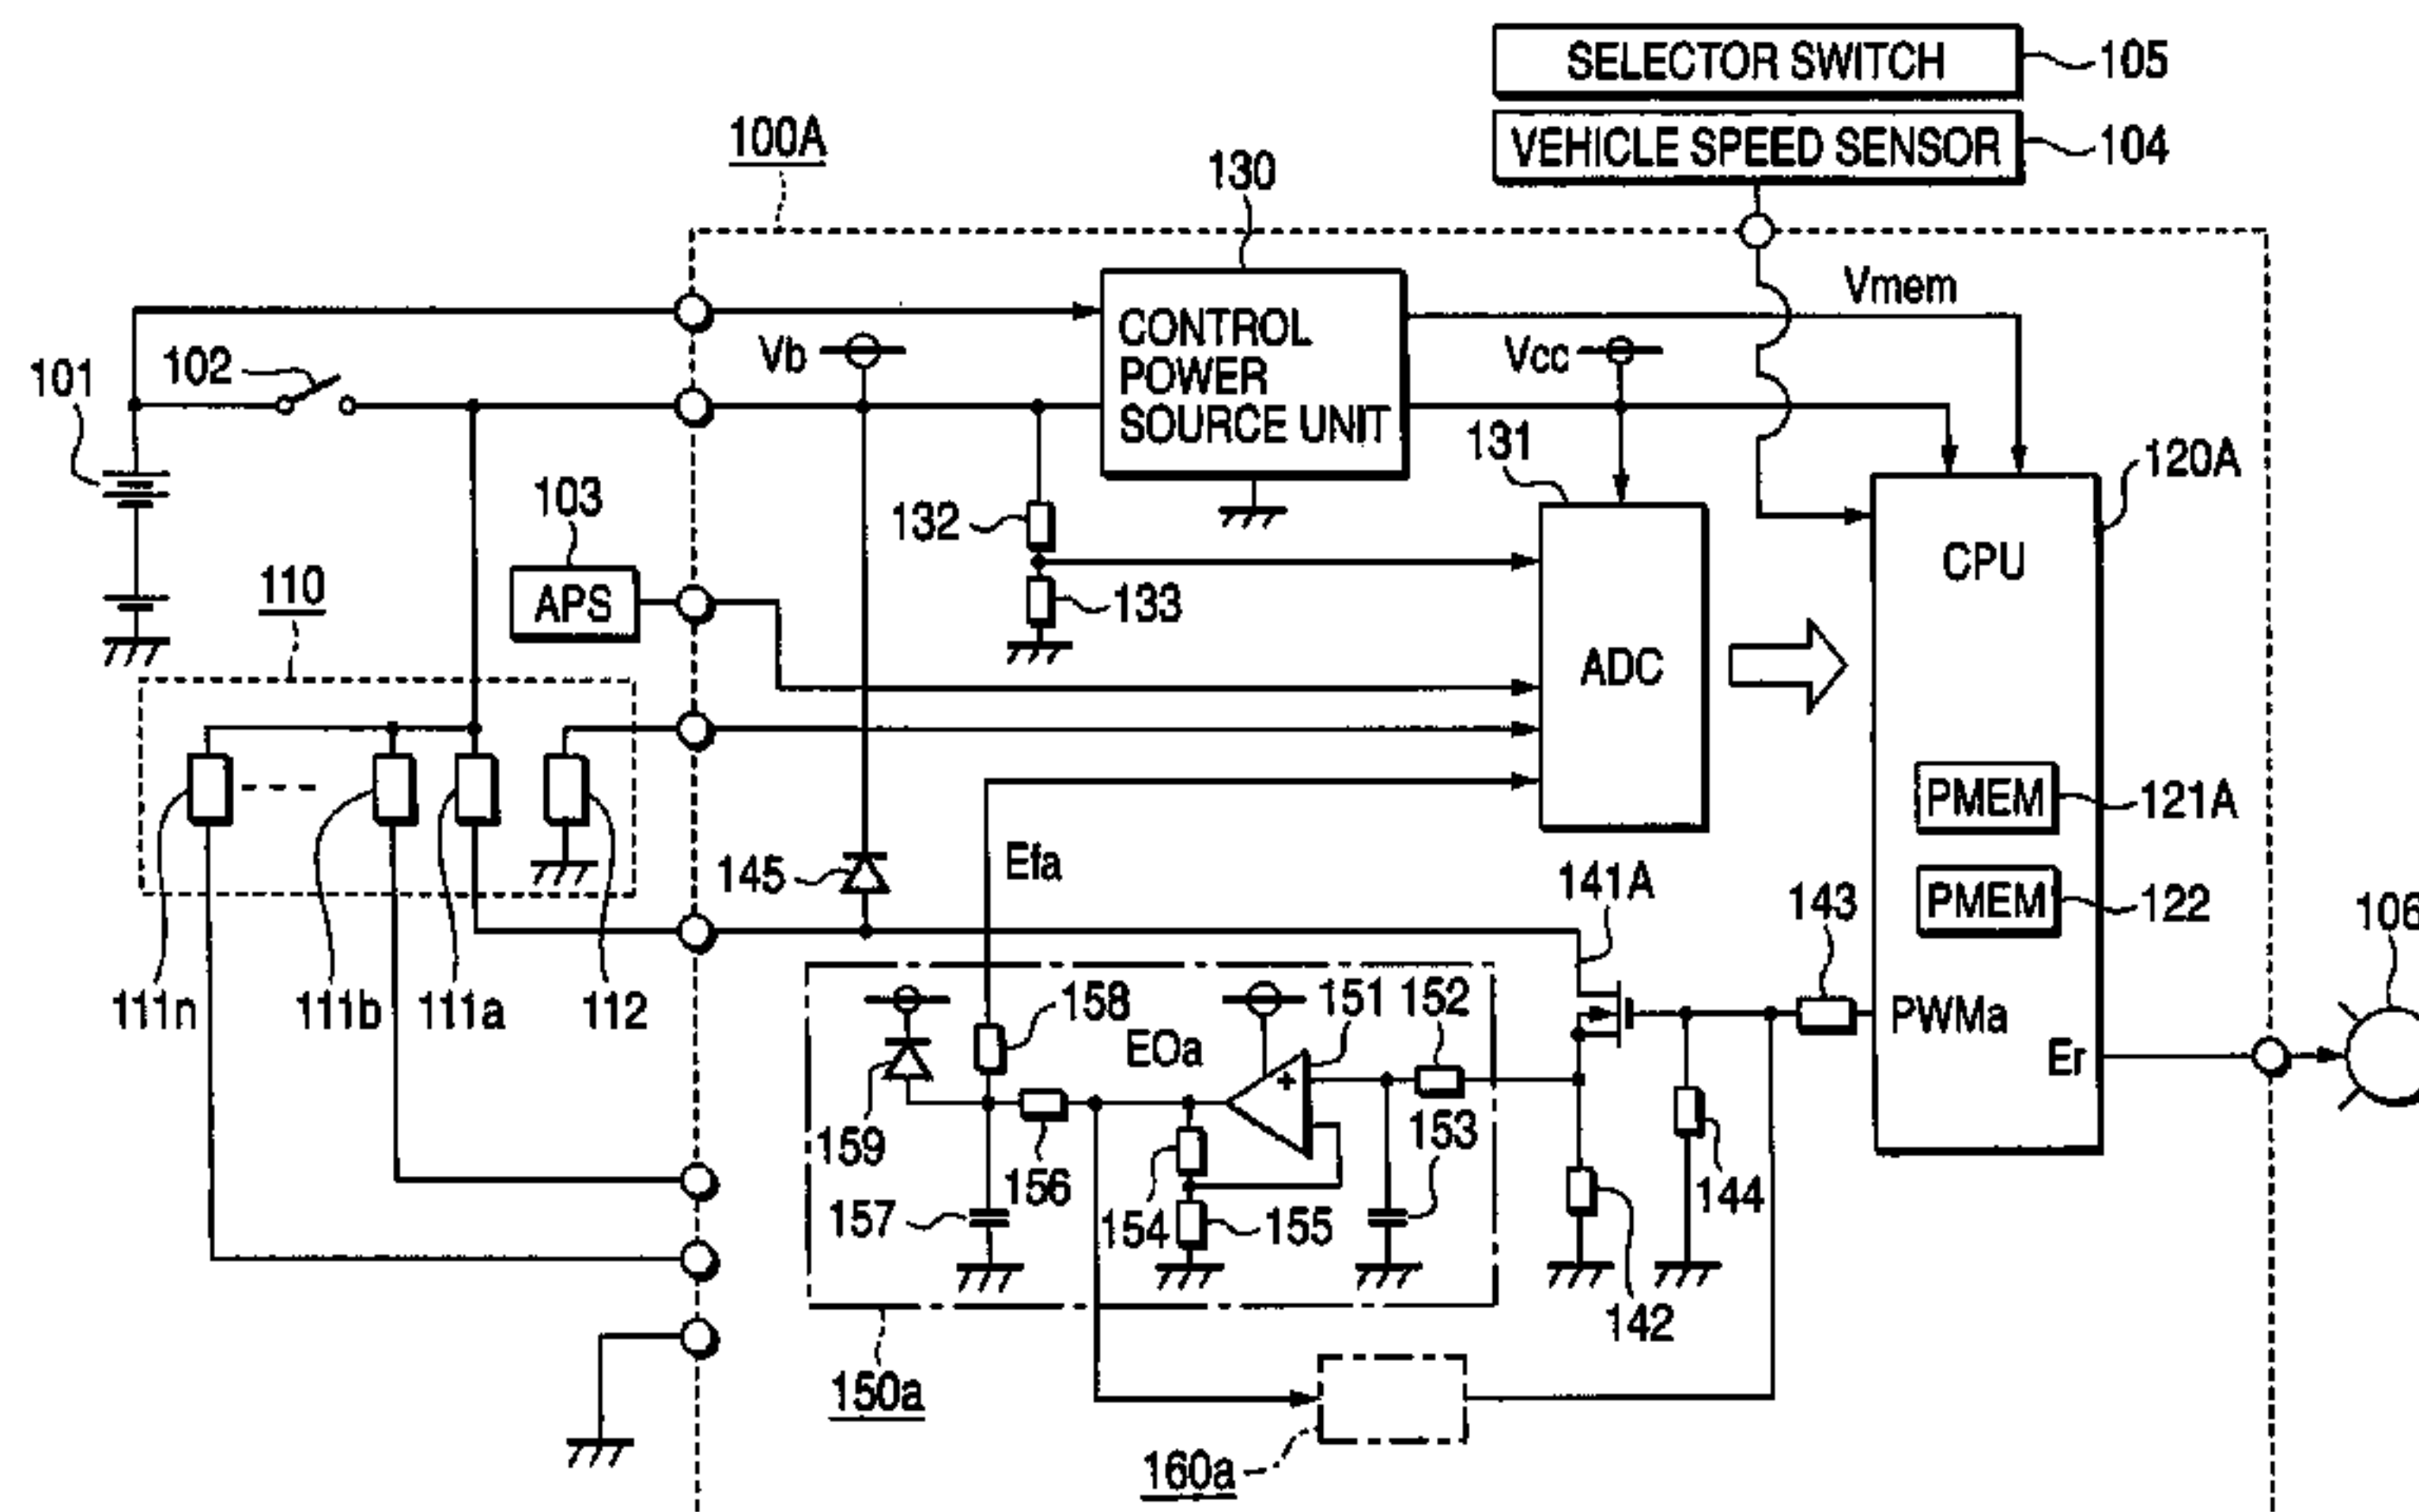 SELECTOR SWITCH
105
VEHICLE SPEED SENSOR
104
100A
130
Vmem
CONTROL
POWER
SOURCE UNIT
Vb
Vcc
102
101
131
120A
103
132
CPU
110
APS
133
ADC
PMEM
121A
Efa
145
141A
PMEM
122
143
106
111n
111b
111a
112
158
151
152
PWMa
EOa
+
Er
159
153
156
144
157
154
155
142
150a
160a